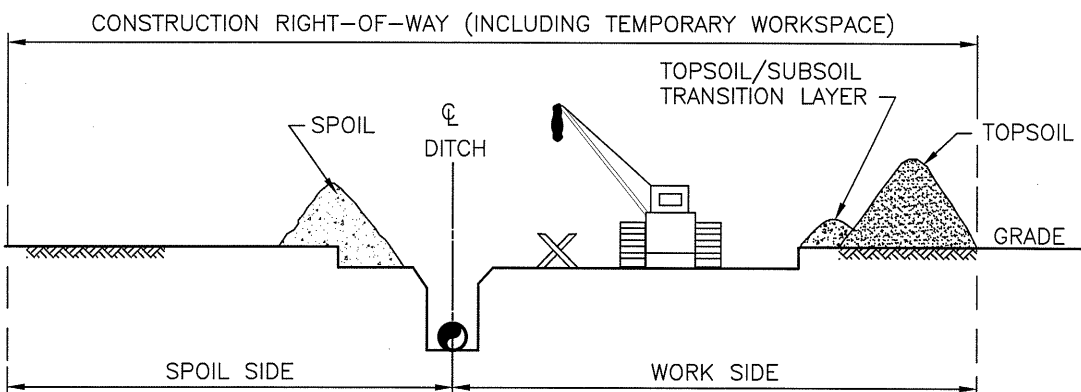 CONSTRUCTION RIGHT-OF-WAY (INCLUDING TEMPORARY WORKSPACE)
TOPSOIL/SUBSOIL
TRANSITION LAYER
SPOIL
℄
DITCH
TOPSOIL
GRADE
SPOIL SIDE
WORK SIDE